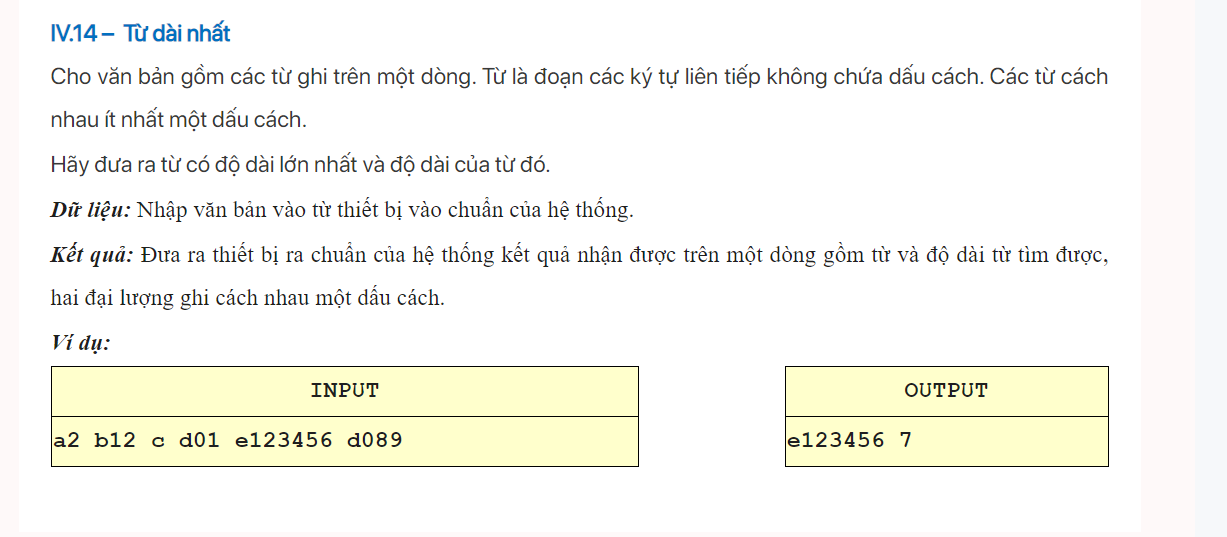 IV.14 – Từ dài nhất
Cho văn bản gồm các từ ghi trên một dòng. Từ là đoạn các ký tự liên tiếp không chứa dấu cách. Các từ cách
nhau ít nhất một dấu cách.
Hãy đưa ra từ có độ dài lớn nhất và độ dài của từ đó.
Dữ liệu: Nhập văn bản vào từ thiết bị vào chuẩn của hệ thống.
Kết quả: Đưa ra thiết bị ra chuẩn của hệ thống kết quả nhận được trên một dòng gồm từ và độ dài từ tìm được,
hai đại lượng ghi cách nhau một dấu cách.
Ví dụ:
INPUT
OUTPUT
a2 b12 c d01 e123456 d089
e123456 7